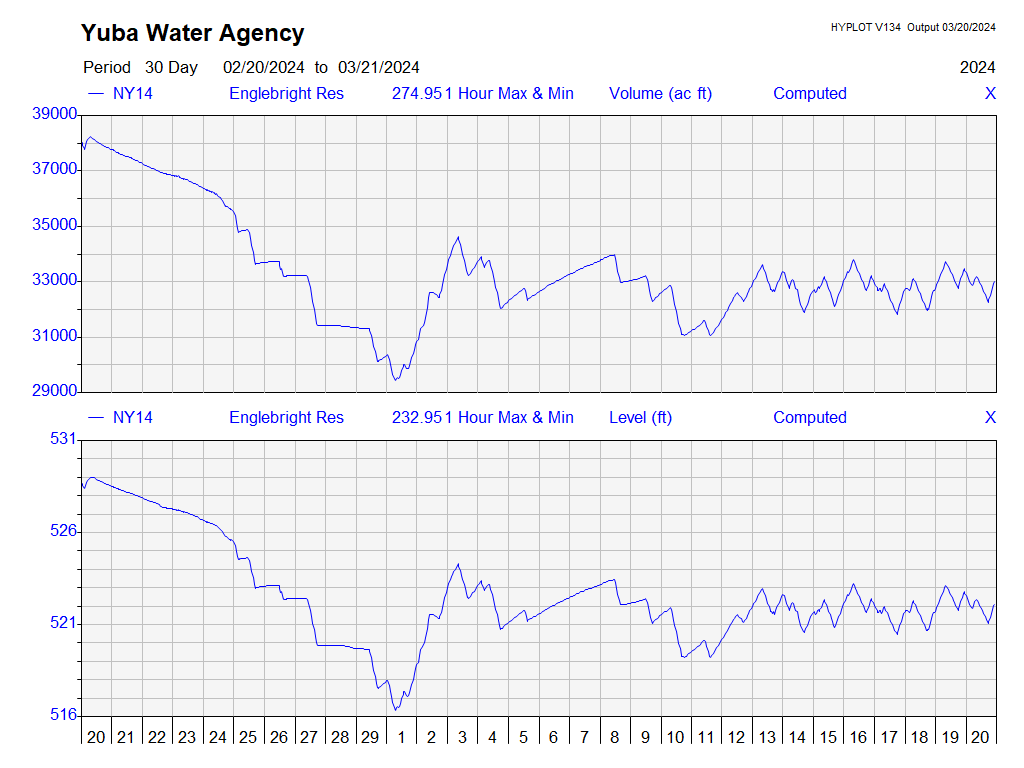 Yuba Water Agency
HYPLOT V134 Output 03/20/2024
Period 30 Day 02/20/2024 to 03/21/2024
2024
NY14 Englebright Res 274.951 Hour Max & Min Volume (ac ft) Computed X
39000
37000
35000
33000
31000
29000
NY14 Englebright Res 232.951 Hour Max & Min Level (ft) Computed X
531
526
521
516
20 21 22 23 24 25 26 27 28 29 1 2 3 4 5 6 7 8 9 10 11 12 13 14 15 16 17 18 19 20